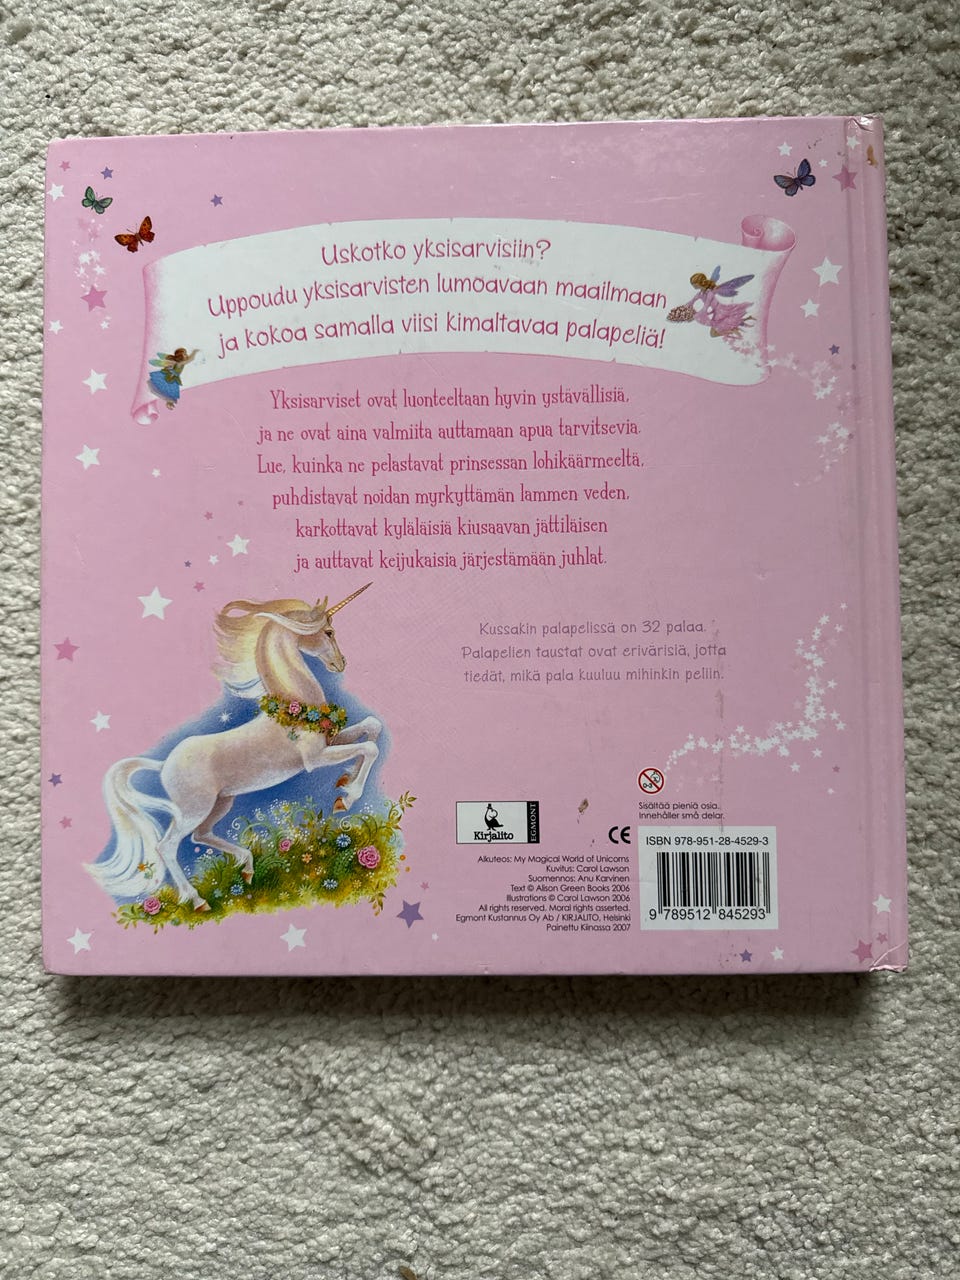 Uskotko yksisarvisiin?
Uppoudu yksisarvisten lumoavaan maailmaan
ja kokoa samalla viisi kimaltavaa palapeliä!
Yksisarviset ovat luonteeltaan hyvin ystävällisiä,
ja ne ovat aina valmiita auttamaan apua tarvitsevia.
Lue, kuinka ne pelastavat prinsessan lohikäärmeeltä,
puhdistavat noidan myrkyttämän lammen veden,
karkottavat kyläläisiä kiusaavan jättiläisen
ja auttavat keijukaisia järjestämään juhlat.
Kussakin palapelissä on 32 palaa.
Palapelien taustat ovat erivärisiä, jotta
tiedät, mikä pala kuuluu mihinkin peliin.
Sisältää pieniä osia.
Innehåller små delar.
Kirjalito
EGMONT
CE
ISBN 978-951-28-4529-3
Alkuteos: My Magical World of Unicorns
Kuvitus: Carol Lawson
Suomennos: Anu Karvinen
Text © Alison Green Books 2006
Illustrations © Carol Lawson 2006
All rights reserved. Moral rights asserted.
Egmont Kustannus Oy Ab / KIRJALITO, Helsinki
Painettu Kiinassa 2007
9 789512 845293